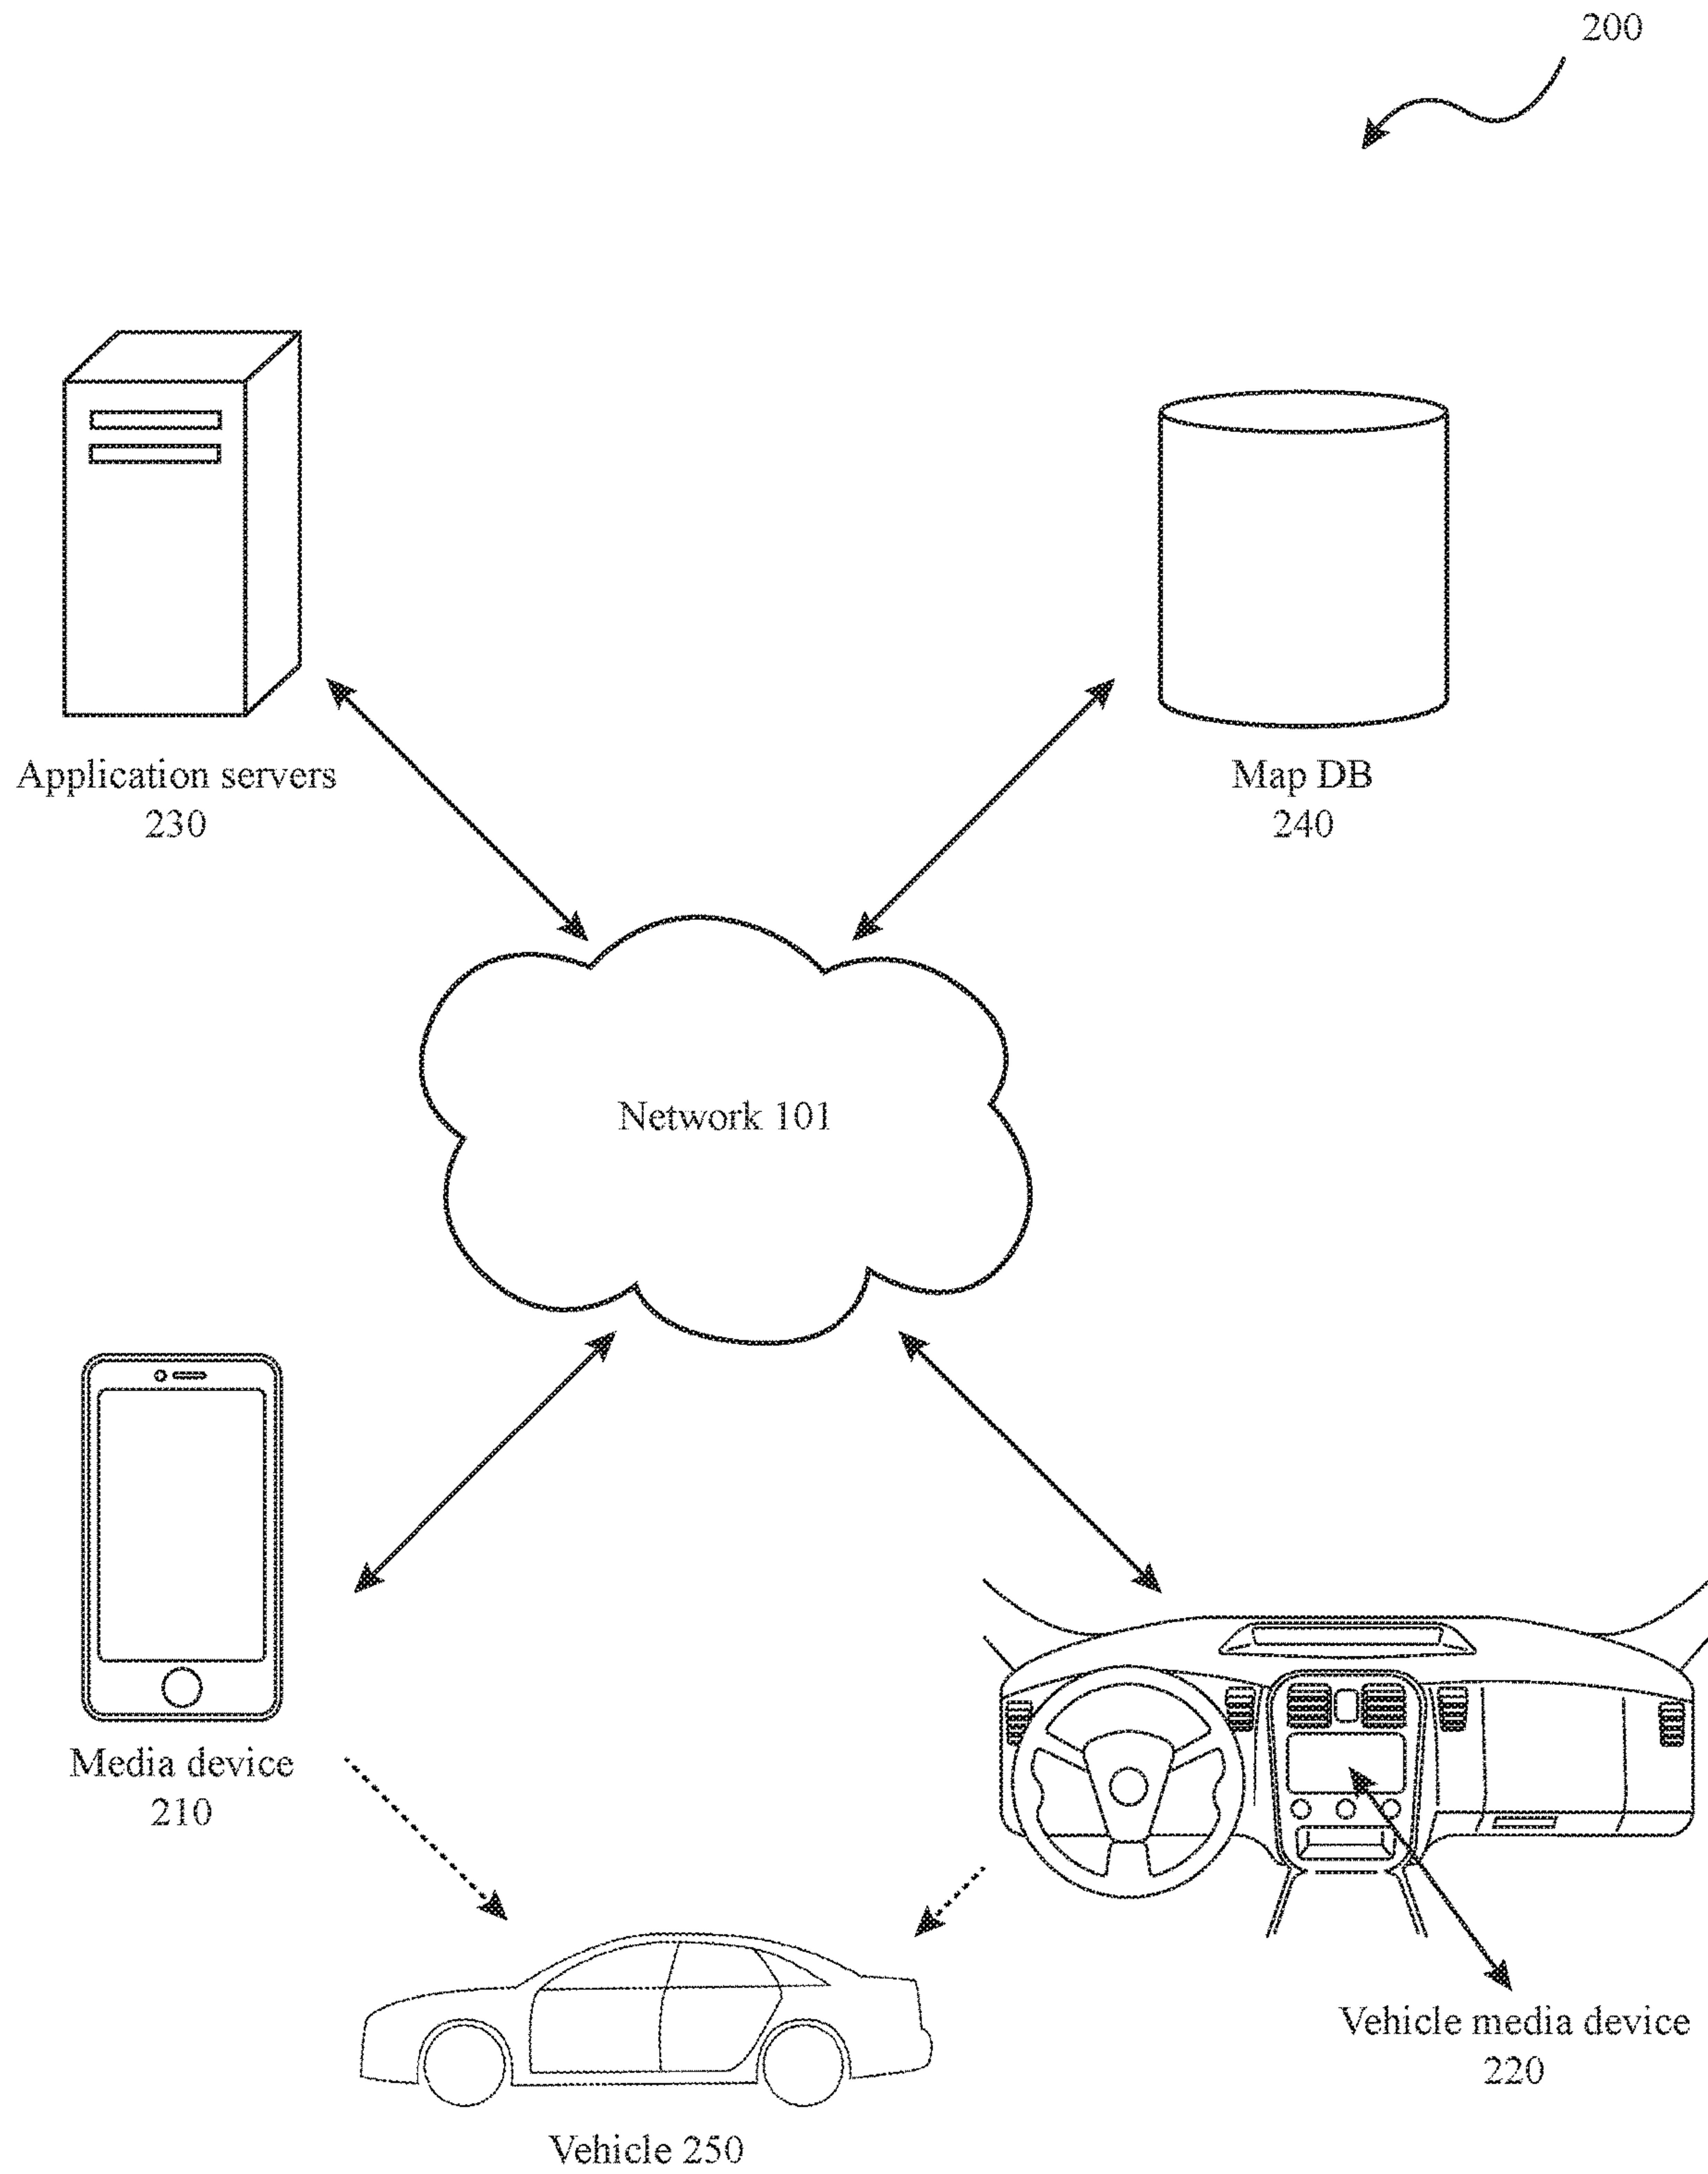 200
Application servers
230
Map DB
240
Network 101
Media device
210
Vehicle media device
220
Vehicle 250